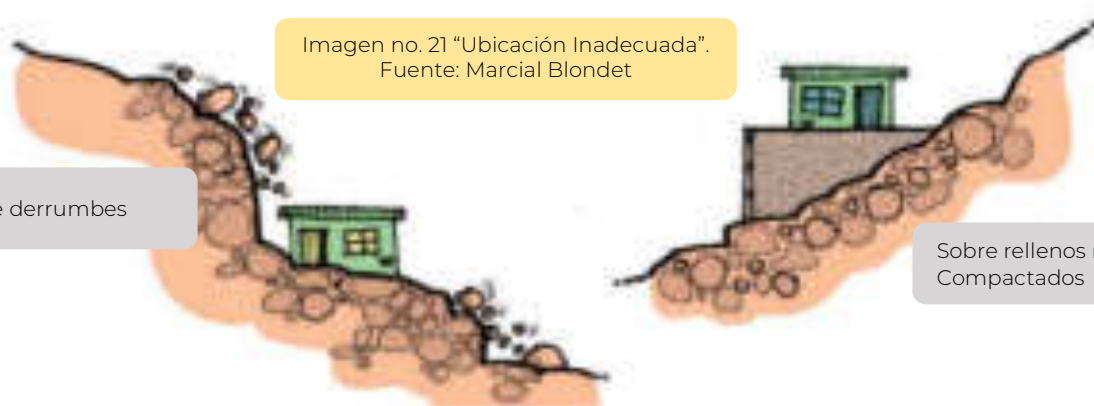 Imagen no. 21 “Ubicación Inadecuada”.
Fuente: Marcial Blondet
derrumbes
Sobre rellenos
Compactados